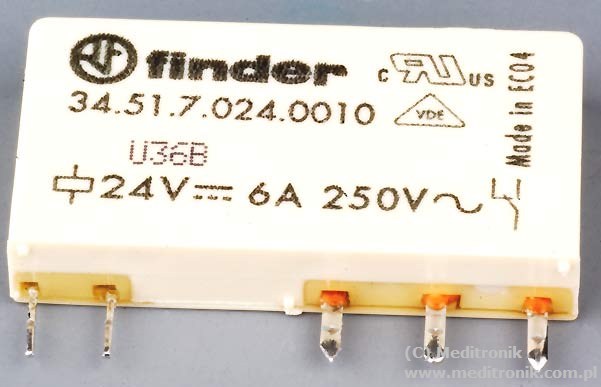 finder
c RU US
34.51.7.024.0010
VDE
Made in EC04
U36B
24V 6A 250V
(C) Meditronik
www.meditronik.com.pl